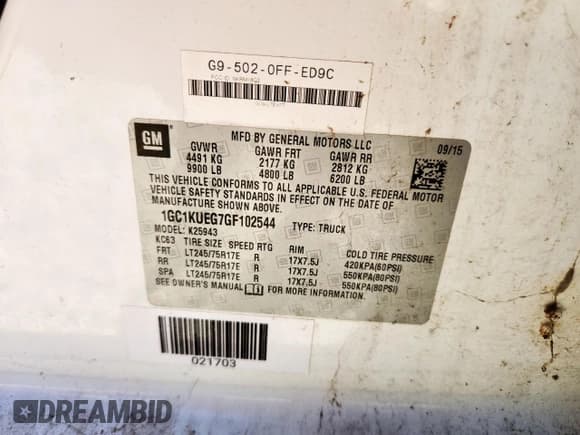 G9-502-0FF-ED9C
GM
MFD BY GENERAL MOTORS LLC
09/15
GVWR GAWR FRT GAWR RR
4491 KG 2177 KG 2812 KG
9900 LB 4800 LB 6200 LB
THIS VEHICLE CONFORMS TO ALL APPLICABLE U.S. FEDERAL MOTOR
VEHICLE SAFETY STANDARDS IN EFFECT ON THE DATE OF
MANUFACTURE SHOWN ABOVE.
1GC1KUEG7GF102544 TYPE: TRUCK
MODEL: K25943
KC63 TIRE SIZE SPEED RTG RIM COLD TIRE PRESSURE
FRT LT245/75R17E R 17X7.5J 420KPA(60PSI)
RR LT245/75R17E R 17X7.5J 550KPA(80PSI)
SPA LT245/75R17E R 17X7.5J 550KPA(80PSI)
SEE OWNER'S MANUAL FOR MORE INFORMATION.
021703
DREAMBID